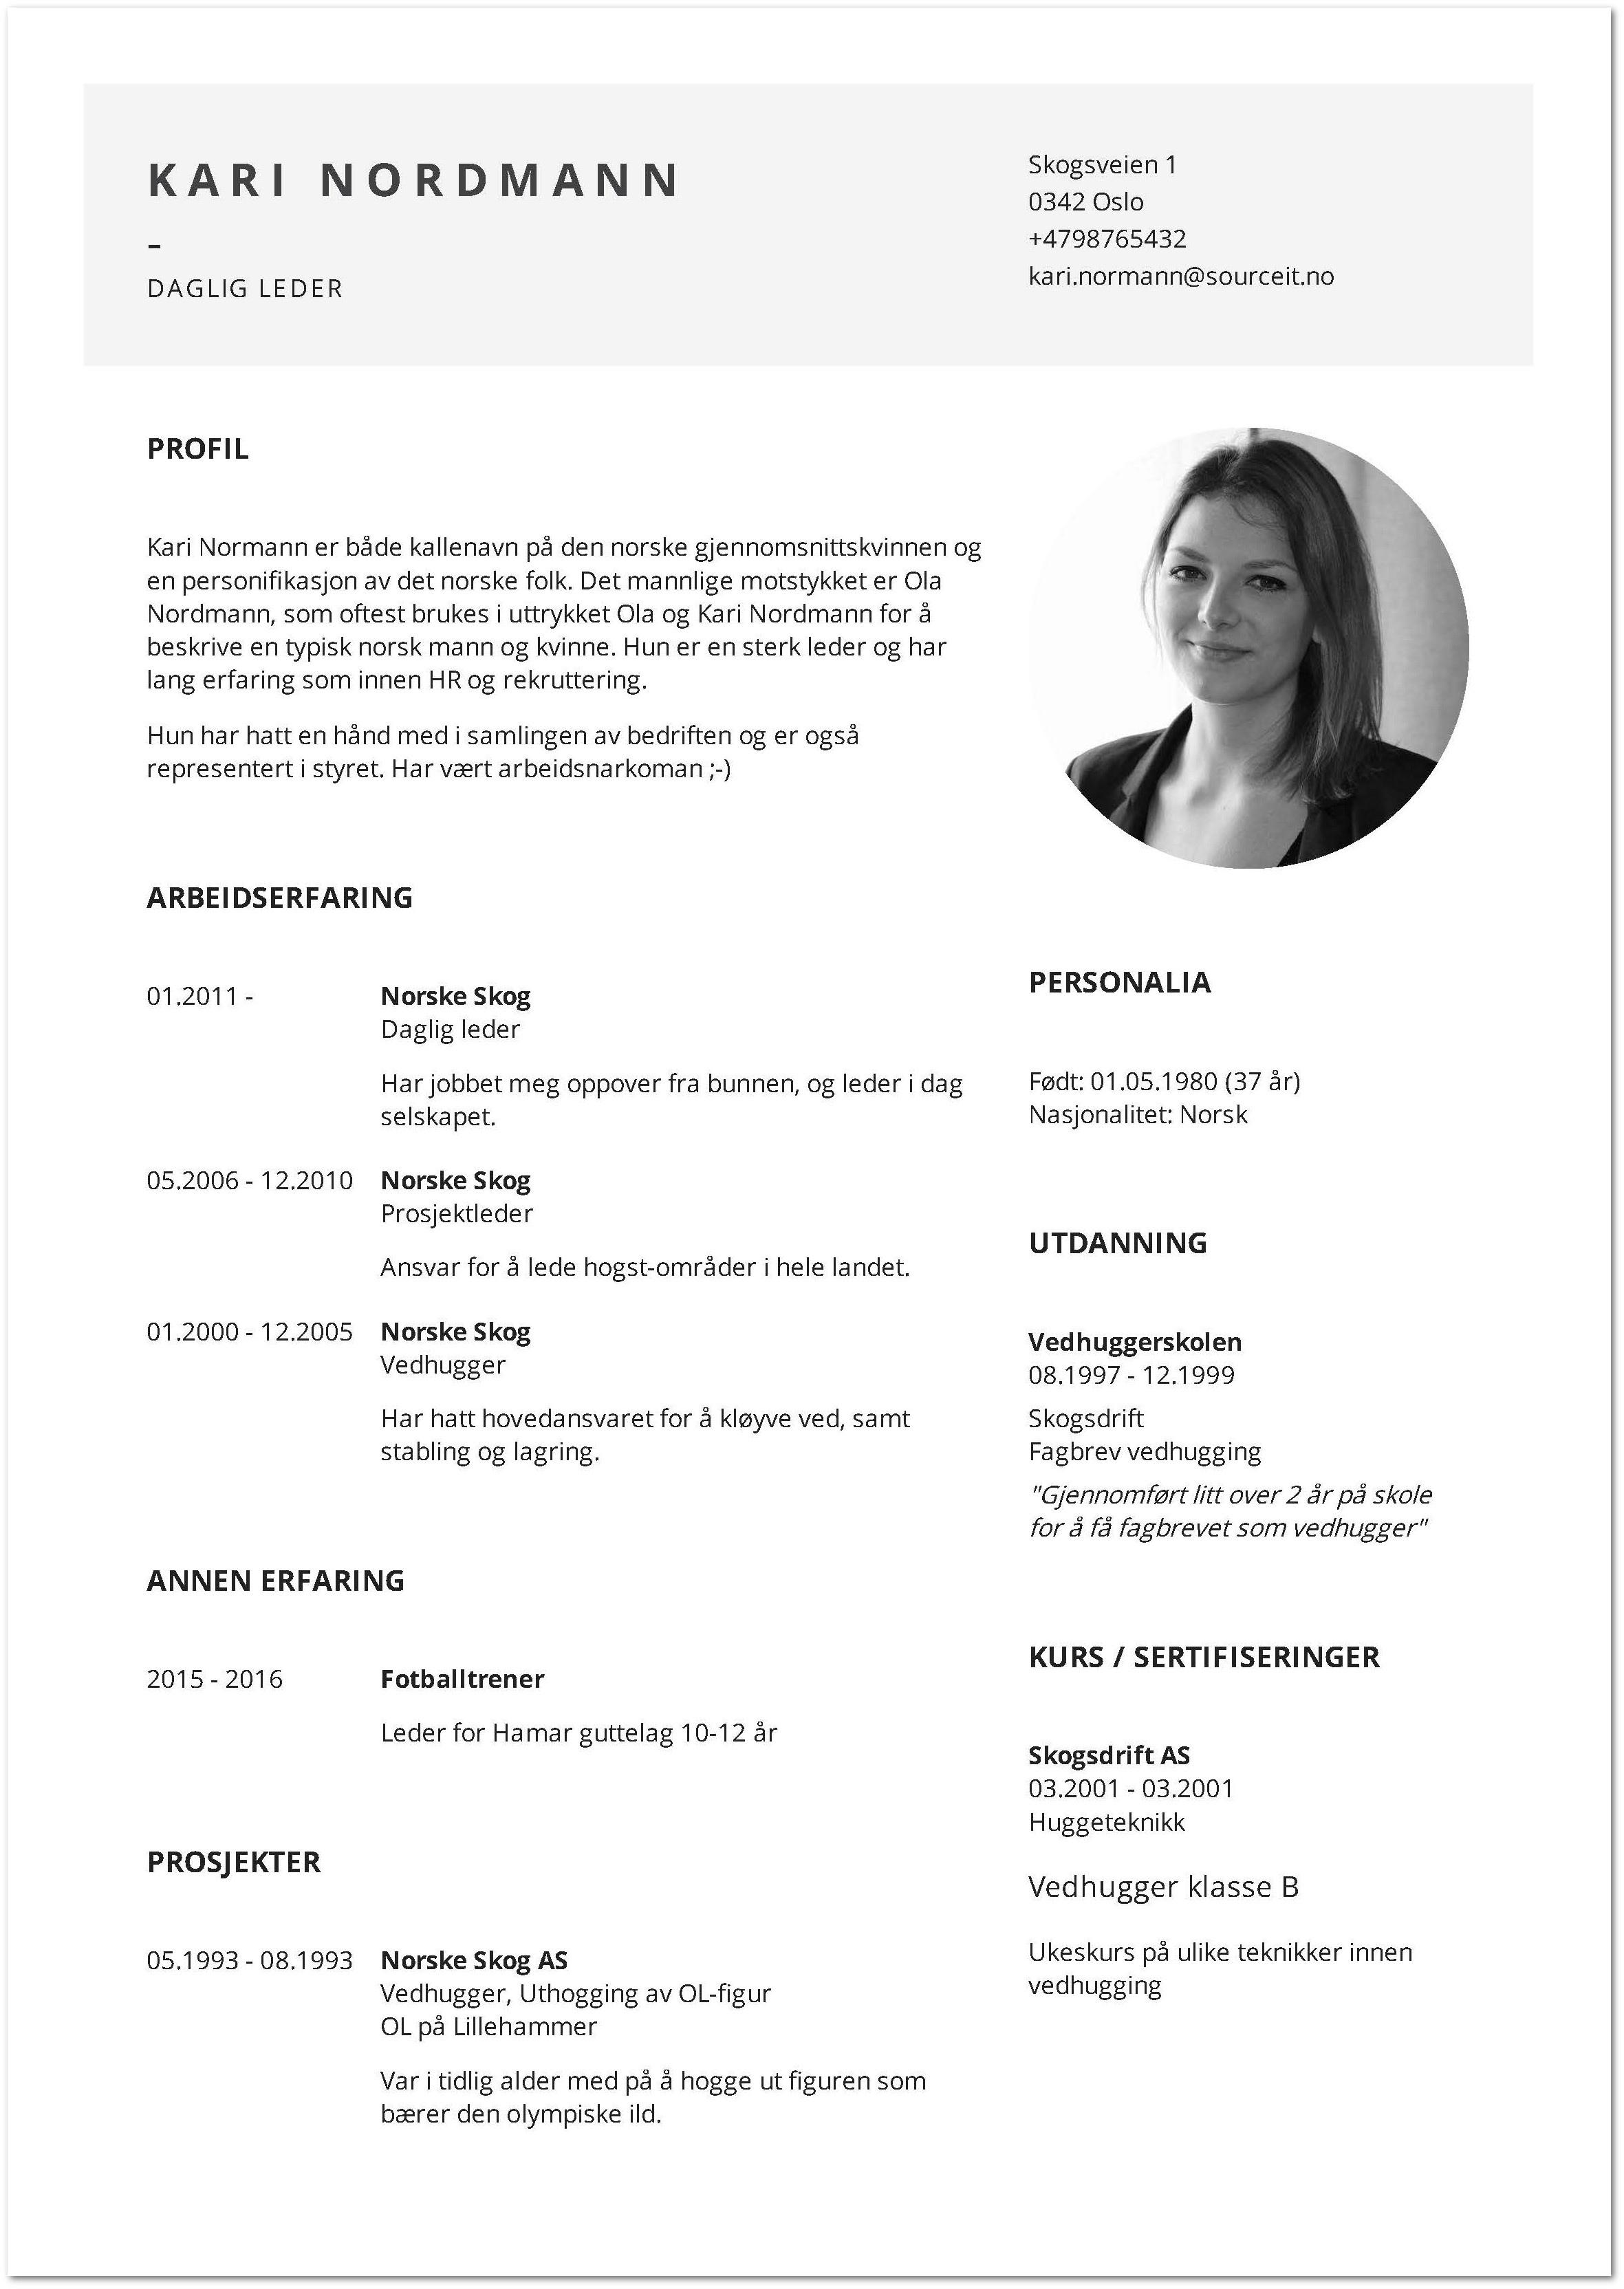 KARI NORDMANN
–
DAGLIG LEDER
Skogsveien 1
0342 Oslo
+4798765432
kari.normann@sourceit.no
PROFIL
Kari Normann er både kallenavn på den norske gjennomsnittskvinnen og
en personifikasjon av det norske folk. Det mannlige motstykket er Ola
Nordmann, som oftest brukes i uttrykket Ola og Kari Nordmann for å
beskrive en typisk norsk mann og kvinne. Hun er en sterk leder og har
lang erfaring som innen HR og rekruttering.
Hun har hatt en hånd med i samlingen av bedriften og er også
representert i styret. Har vært arbeidsnarkoman ;-)
ARBEIDSERFARING
01.2011 - Norske Skog
Daglig leder
Har jobbet meg oppover fra bunnen, og leder i dag
selskapet.
05.2006 - 12.2010 Norske Skog
Prosjektleder
Ansvar for å lede hogst-områder i hele landet.
01.2000 - 12.2005 Norske Skog
Vedhugger
Har hatt hovedansvaret for å kløyve ved, samt
stabling og lagring.
ANNEN ERFARING
2015 - 2016 Fotballtrener
Leder for Hamar guttelag 10-12 år
PROSJEKTER
05.1993 - 08.1993 Norske Skog AS
Vedhugger, Uthogging av OL-figur
OL på Lillehammer
Var i tidlig alder med på å hogge ut figuren som
bærer den olympiske ild.
PERSONALIA
Født: 01.05.1980 (37 år)
Nasjonalitet: Norsk
UTDANNING
Vedhuggerskolen
08.1997 - 12.1999
Skogsdrift
Fagbrev vedhugging
"Gjennomført litt over 2 år på skole
for å få fagbrevet som vedhugger"
KURS / SERTIFISERINGER
Skogsdrift AS
03.2001 - 03.2001
Huggeteknikk
Vedhugger klasse B
Ukeskurs på ulike teknikker innen
vedhugging